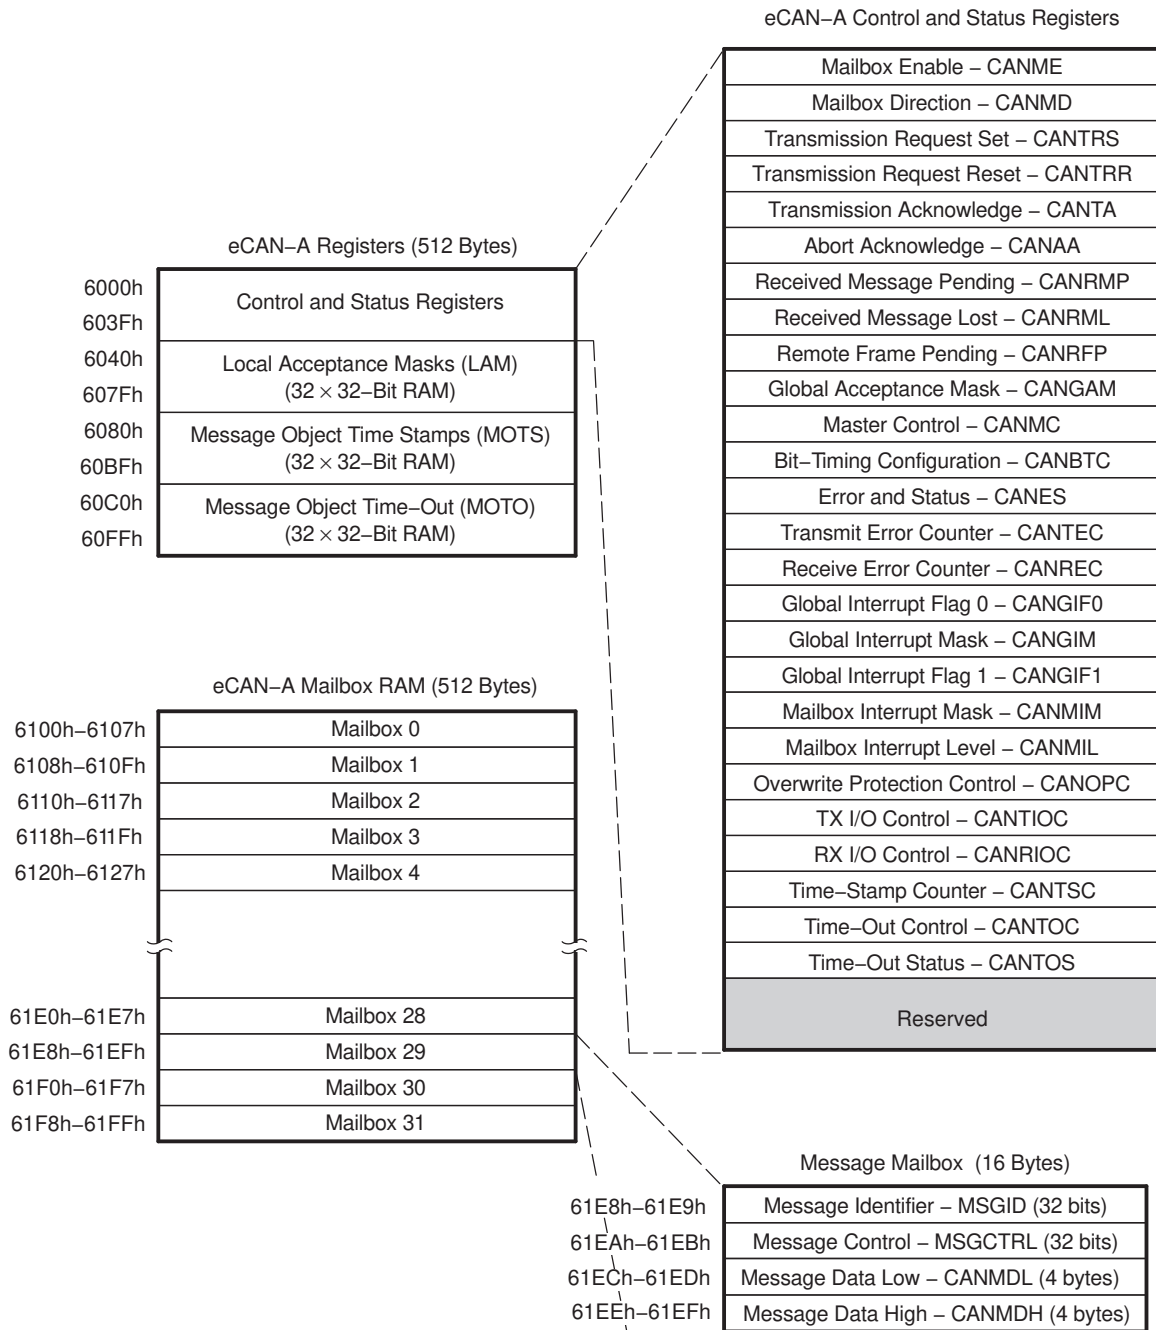 eCAN−A Control and Status Registers
Mailbox Enable − CANME
Mailbox Direction − CANMD
Transmission Request Set − CANTRS
Transmission Request Reset − CANTRR
Transmission Acknowledge − CANTA
Abort Acknowledge − CANAA
Received Message Pending − CANRMP
Received Message Lost − CANRML
Remote Frame Pending − CANRFP
Global Acceptance Mask − CANGAM
Master Control − CANMC
Bit−Timing Configuration − CANBTC
Error and Status − CANES
Transmit Error Counter − CANTEC
Receive Error Counter − CANREC
Global Interrupt Flag 0 − CANGIF0
Global Interrupt Mask − CANGIM
Global Interrupt Flag 1 − CANGIF1
Mailbox Interrupt Mask − CANMIM
Mailbox Interrupt Level − CANMIL
Overwrite Protection Control − CANOPC
TX I/O Control − CANTIOC
RX I/O Control − CANRIOC
Time−Stamp Counter − CANTSC
Time−Out Control − CANTOC
Time−Out Status − CANTOS
Reserved
eCAN−A Registers (512 Bytes)
6000h
Control and Status Registers
603Fh
6040h
Local Acceptance Masks (LAM)
(32 × 32−Bit RAM)
607Fh
6080h
Message Object Time Stamps (MOTS)
(32 × 32−Bit RAM)
60BFh
60C0h
Message Object Time−Out (MOTO)
(32 × 32−Bit RAM)
60FFh
eCAN−A Mailbox RAM (512 Bytes)
6100h−6107h Mailbox 0
6108h−610Fh Mailbox 1
6110h−6117h Mailbox 2
6118h−611Fh Mailbox 3
6120h−6127h Mailbox 4
61E0h−61E7h Mailbox 28
61E8h−61EFh Mailbox 29
61F0h−61F7h Mailbox 30
61F8h−61FFh Mailbox 31
Message Mailbox (16 Bytes)
61E8h−61E9h Message Identifier − MSGID (32 bits)
61EAh−61EBh Message Control − MSGCTRL (32 bits)
61ECh−61EDh Message Data Low − CANMDL (4 bytes)
61EEh−61EFh Message Data High − CANMDH (4 bytes)